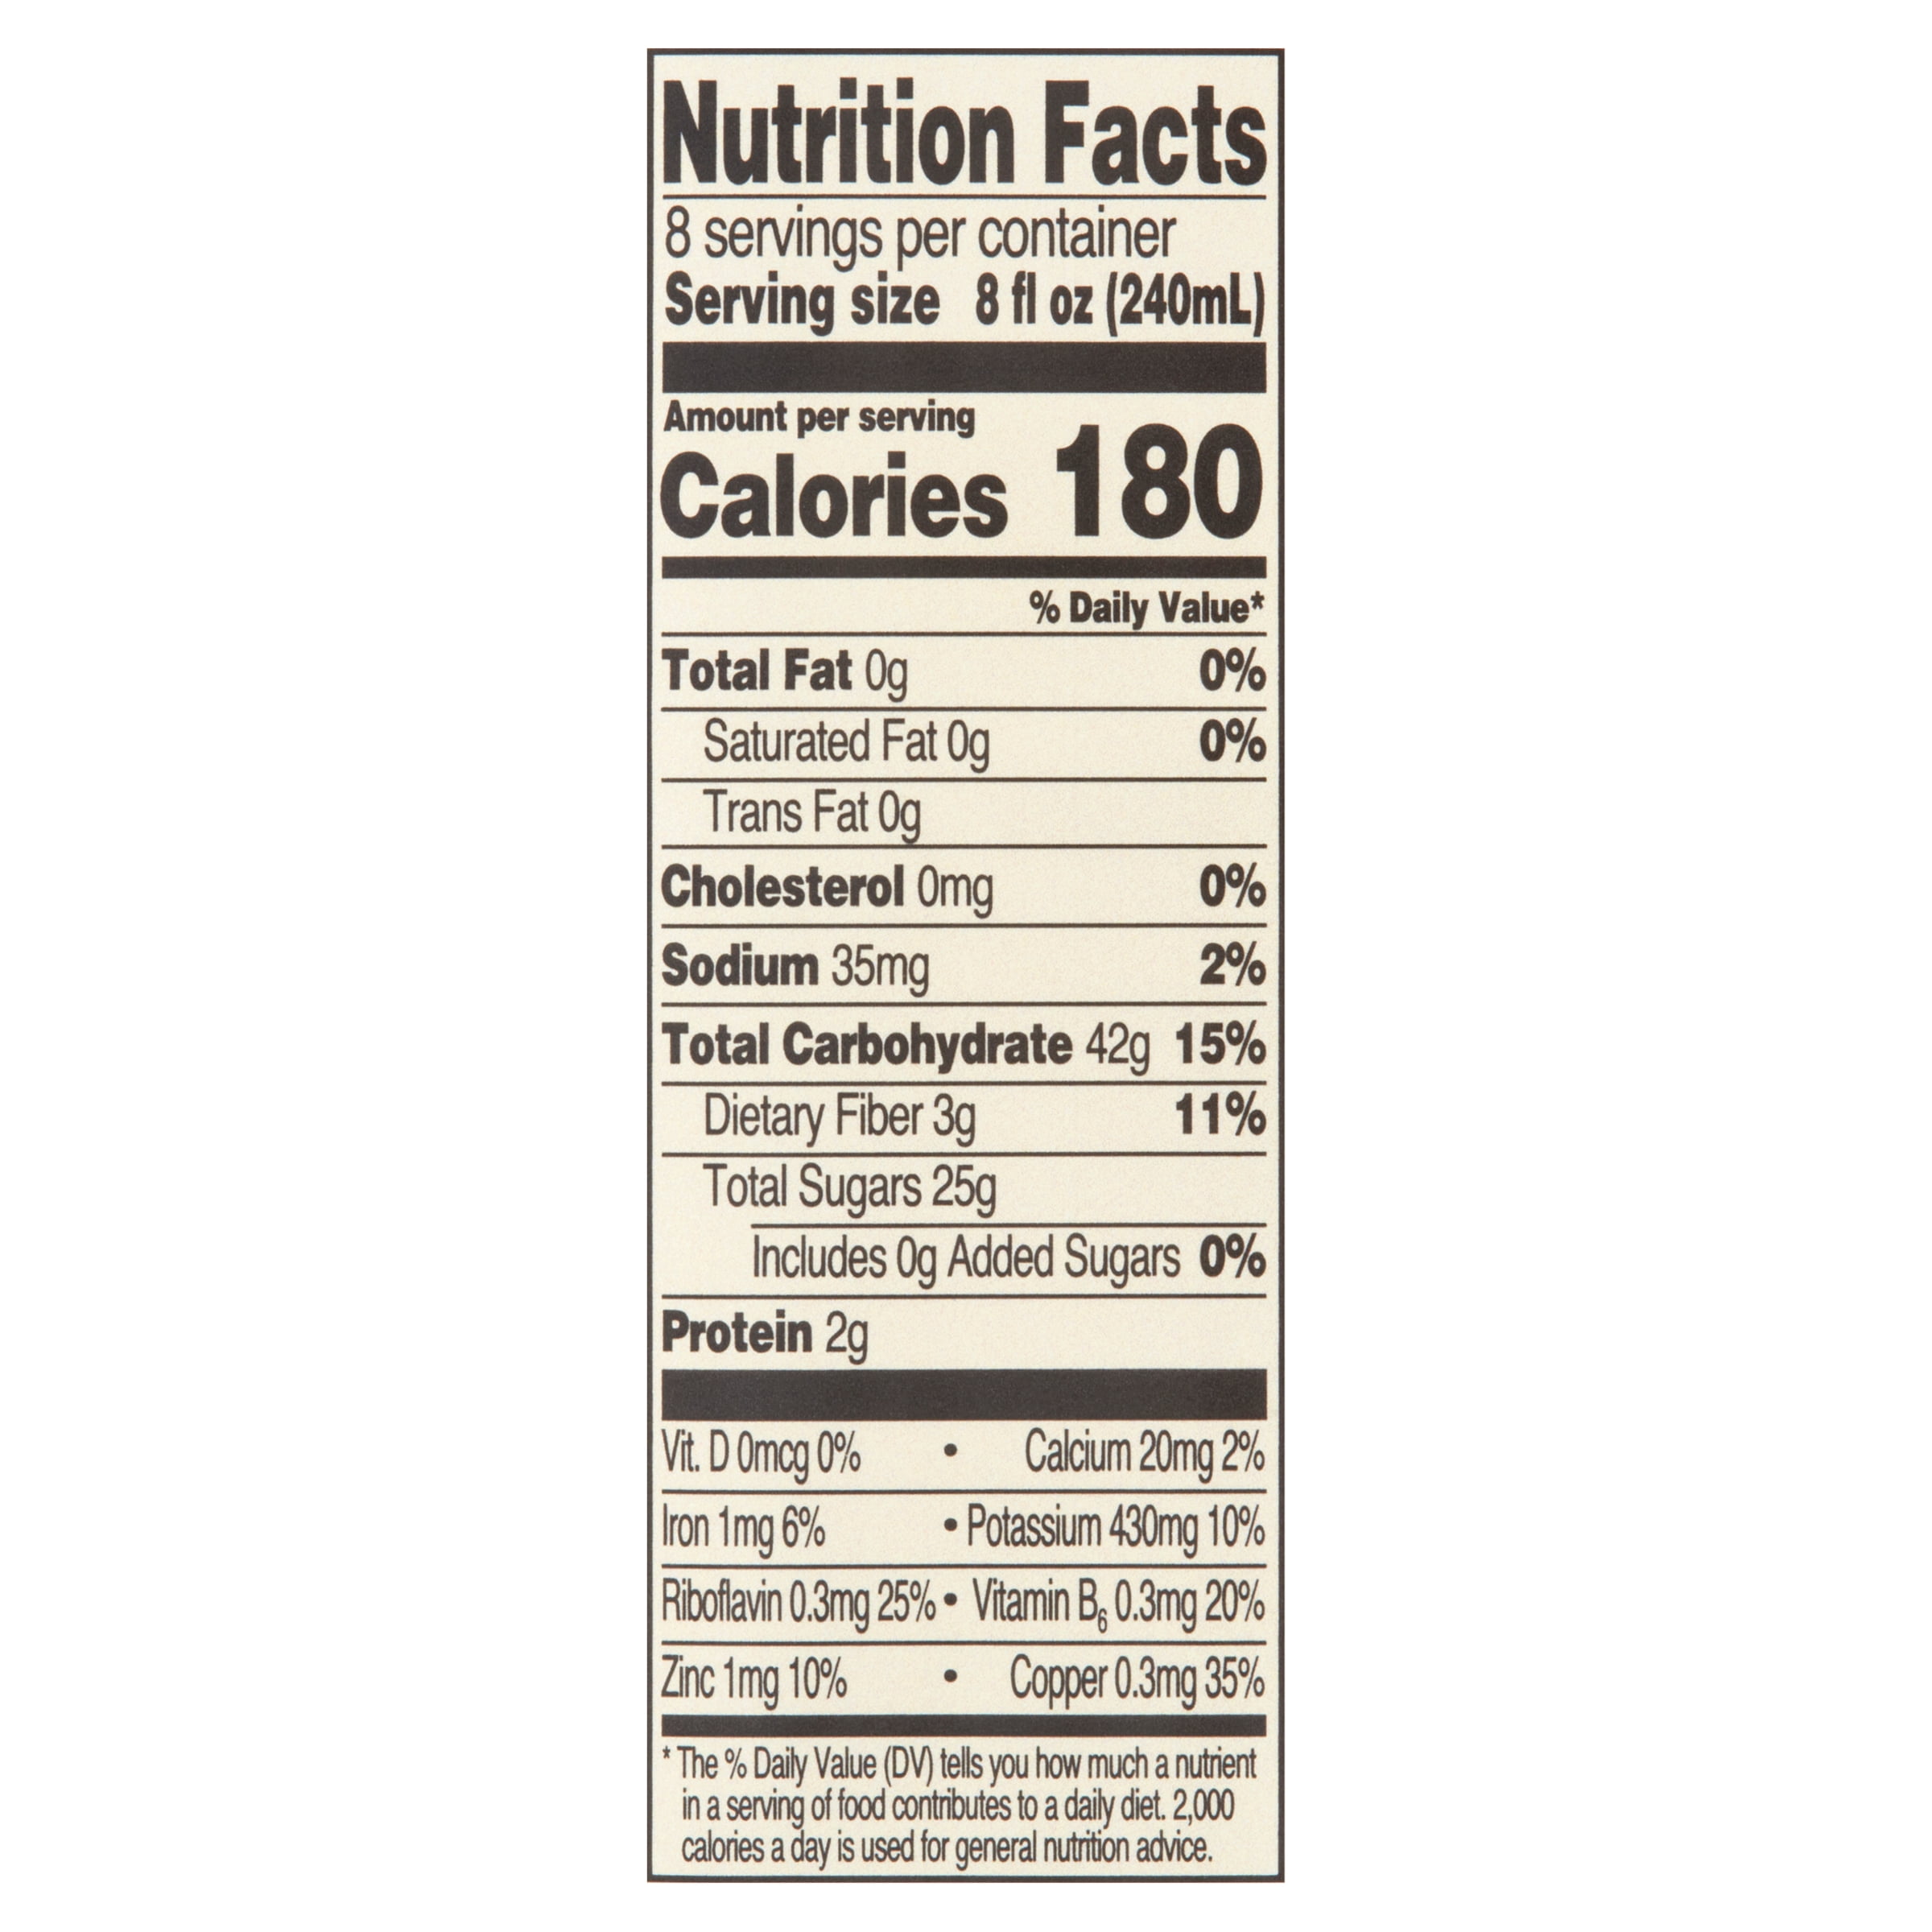 Nutrition Facts
8 servings per container
Serving size 8 fl oz (240mL)
Amount per serving
Calories 180
% Daily Value*
Total Fat 0g 0%
Saturated Fat 0g 0%
Trans Fat 0g
Cholesterol 0mg 0%
Sodium 35mg 2%
Total Carbohydrate 42g 15%
Dietary Fiber 3g 11%
Total Sugars 25g
Includes 0g Added Sugars 0%
Protein 2g
Vit. D 0mcg 0% • Calcium 20mg 2%
Iron 1mg 6% • Potassium 430mg 10%
Riboflavin 0.3mg 25% • Vitamin B₆ 0.3mg 20%
Zinc 1mg 10% • Copper 0.3mg 35%
* The % Daily Value (DV) tells you how much a nutrient
in a serving of food contributes to a daily diet. 2,000
calories a day is used for general nutrition advice.